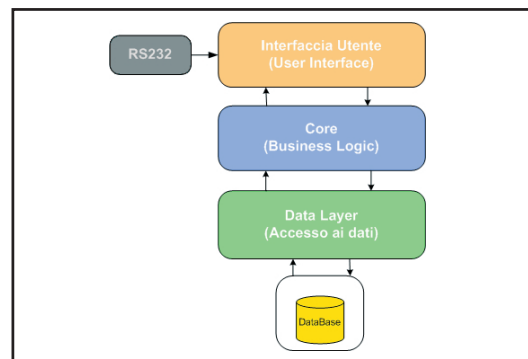 RS232
Interfaccia Utente
(User Interface)
Core
(Business Logic)
Data Layer
(Accesso ai dati)
DataBase